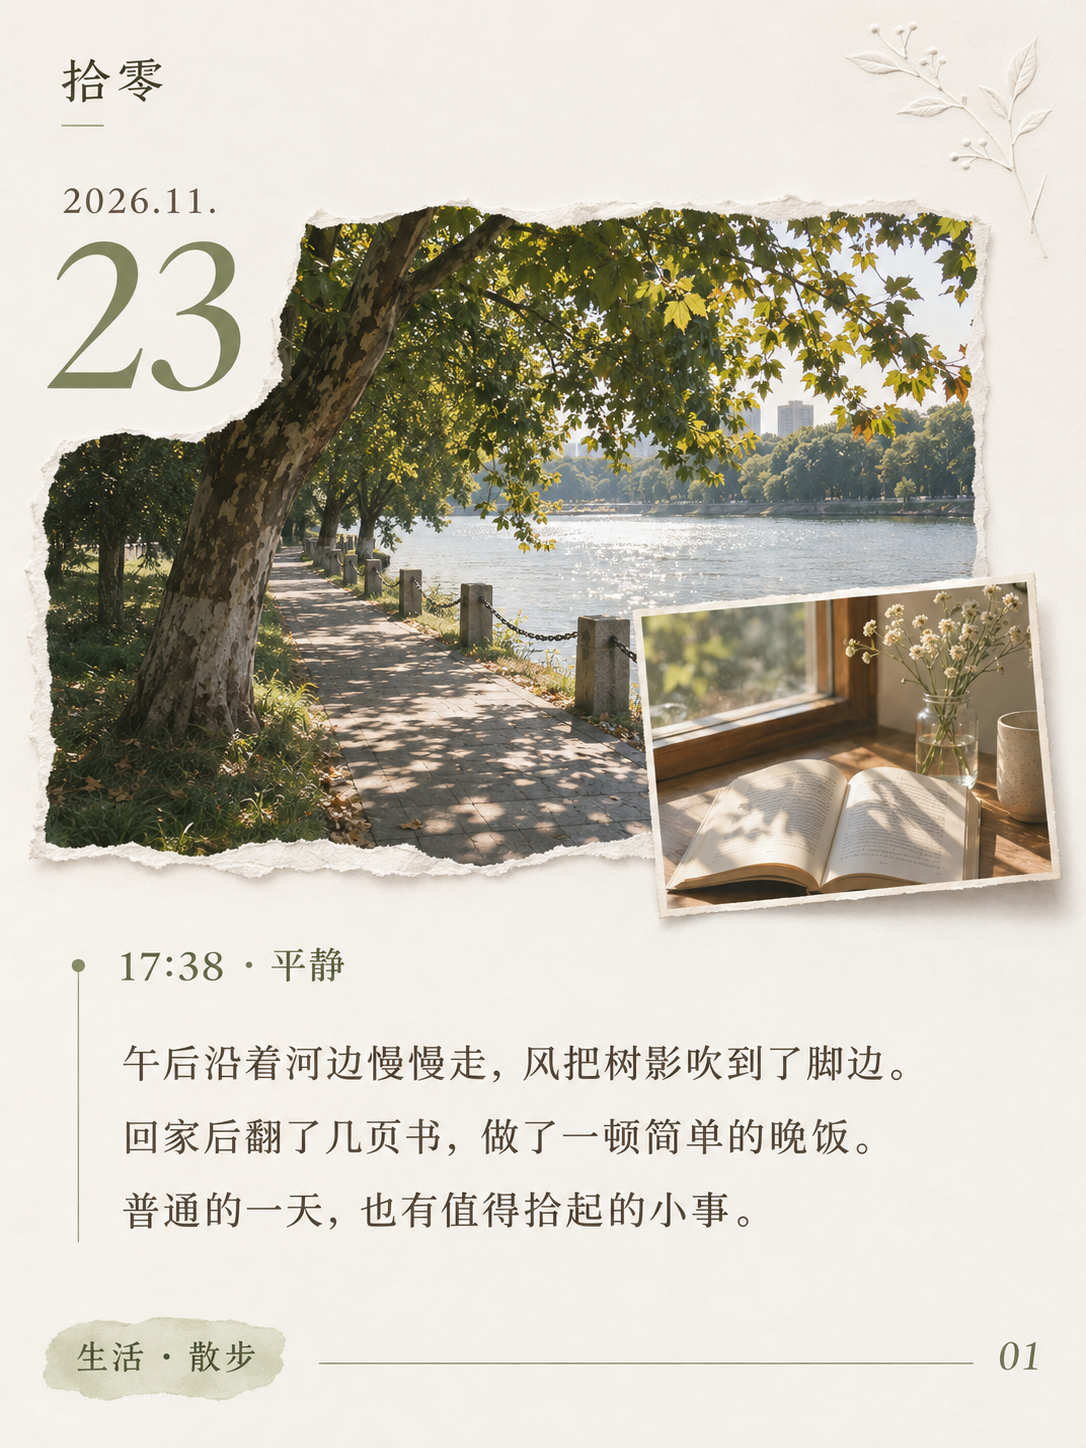 拾零
2026.11.
23
17:38 · 平静
午后沿着河边慢慢走，风把树影吹到了脚边。
回家后翻了几页书，做了一顿简单的晚饭。
普通的一天，也有值得拾起的小事。
生活 · 散步
01